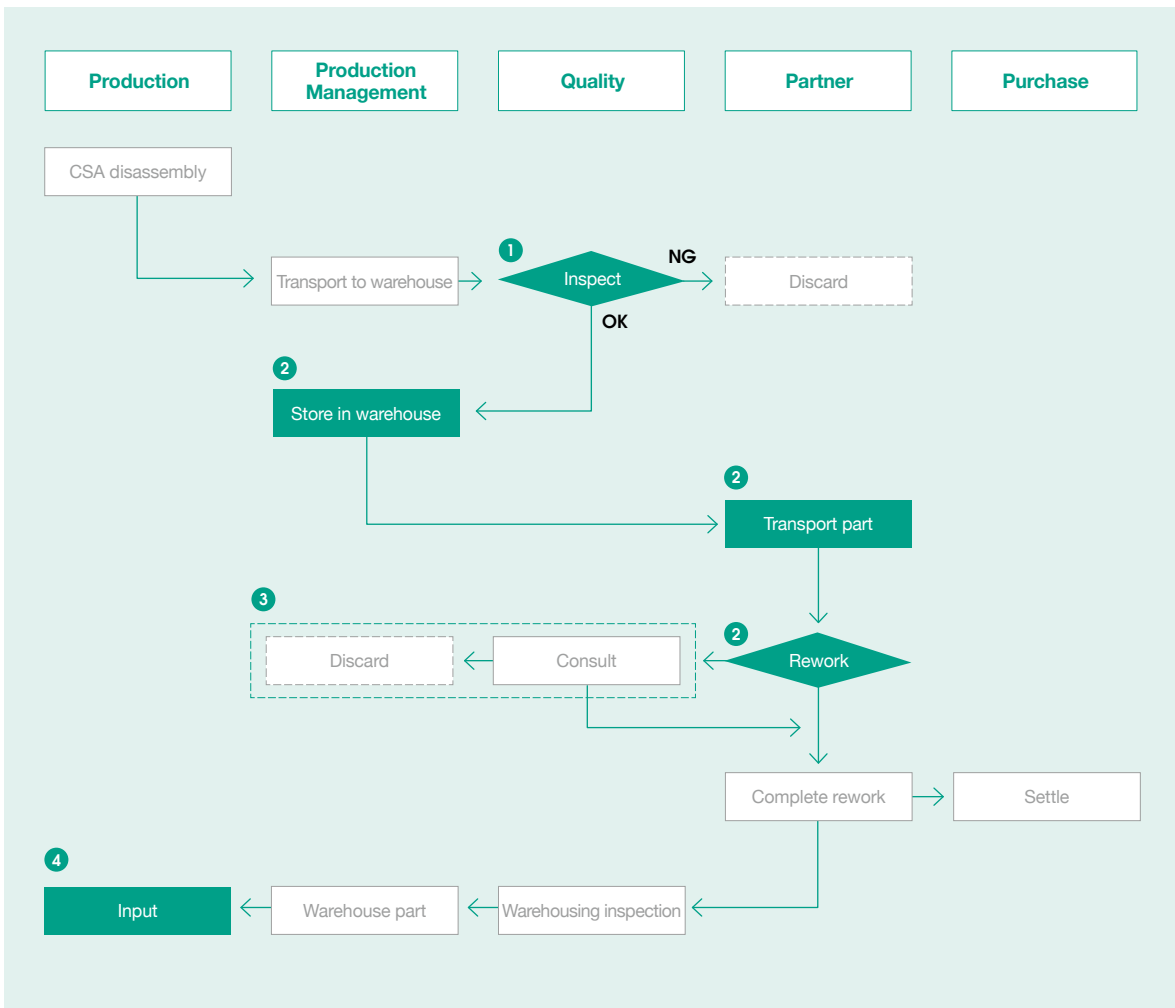 Production
Production
Management
Quality
Partner
Purchase
CSA disassembly
1
NG
Transport to warehouse
Inspect
Discard
OK
2
Store in warehouse
2
Transport part
3
2
Discard
Consult
Rework
Complete rework
Settle
4
Input
Warehouse part
Warehousing inspection